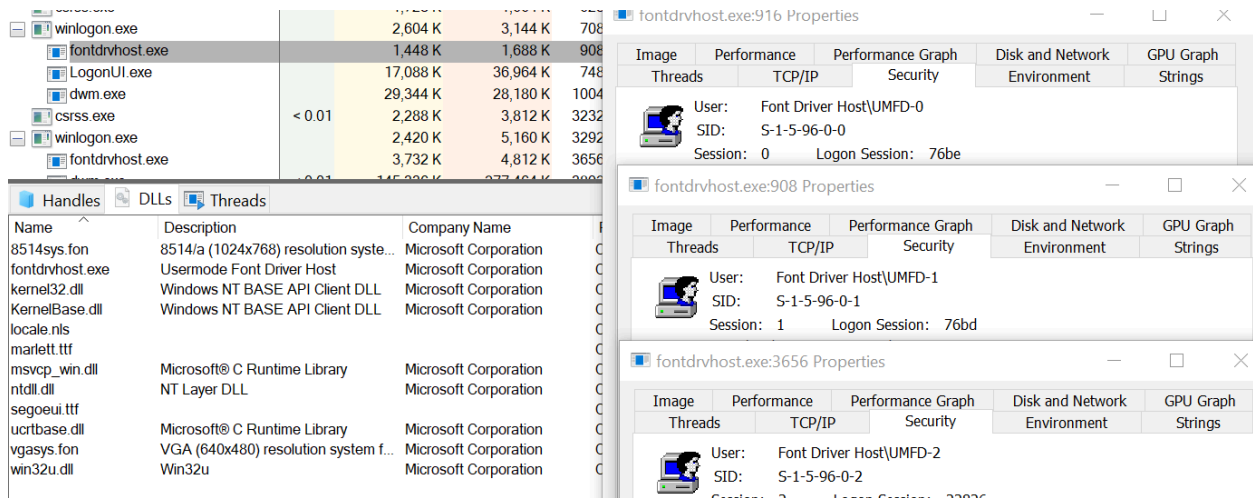 winlogon.exe 2,604 K 3,144 K 708
fontdrvhost.exe 1,448 K 1,688 K 908
LogonUI.exe 17,088 K 36,964 K 748
dwm.exe 29,344 K 28,180 K 1004
csrss.exe < 0.01 2,288 K 3,812 K 3232
winlogon.exe 2,420 K 5,160 K 3292
fontdrvhost.exe 3,732 K 4,812 K 3656
Handles DLLs Threads
Name Description Company Name
8514sys.fon 8514/a (1024x768) resolution syste... Microsoft Corporation
fontdrvhost.exe Usermode Font Driver Host Microsoft Corporation
kernel32.dll Windows NT BASE API Client DLL Microsoft Corporation
KernelBase.dll Windows NT BASE API Client DLL Microsoft Corporation
locale.nls
marlett.ttf
msvcp_win.dll Microsoft® C Runtime Library Microsoft Corporation
ntdll.dll NT Layer DLL Microsoft Corporation
segoeui.ttf
ucrtbase.dll Microsoft® C Runtime Library Microsoft Corporation
vgasys.fon VGA (640x480) resolution system f... Microsoft Corporation
win32u.dll Win32u Microsoft Corporation
fontdrvhost.exe:916 Properties
Image Performance Performance Graph Disk and Network GPU Graph
Threads TCP/IP Security Environment Strings
User: Font Driver Host\UMFD-0
SID: S-1-5-96-0-0
Session: 0 Logon Session: 76be
fontdrvhost.exe:908 Properties
Image Performance Performance Graph Disk and Network GPU Graph
Threads TCP/IP Security Environment Strings
User: Font Driver Host\UMFD-1
SID: S-1-5-96-0-1
Session: 1 Logon Session: 76bd
fontdrvhost.exe:3656 Properties
Image Performance Performance Graph Disk and Network GPU Graph
Threads TCP/IP Security Environment Strings
User: Font Driver Host\UMFD-2
SID: S-1-5-96-0-2
Session: 2 Logon Session: